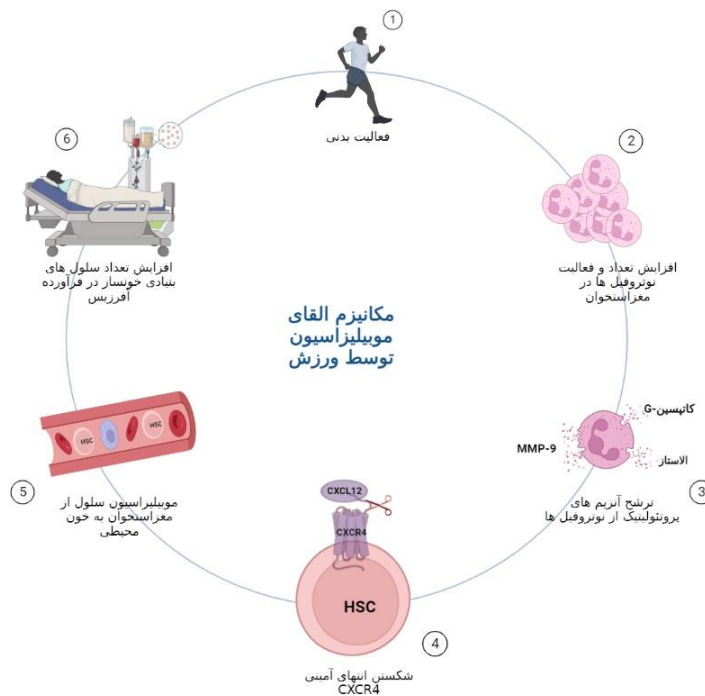 1
فعالیت بدنی
2
افزایش تعداد و فعالیت
نوتروفیل ها در
مغزاستخوان
کاتپسین-G
MMP-9
الاستاز
3
ترشح آنزیم های
پروتئولیتیک از نوتروفیل ها
CXCL12
CXCR4
HSC
4
شکستن انتهای آمینی
CXCR4
HSC
HSC
5
موبیلیزاسیون سلول از
مغزاستخوان به خون
محیطی
6
افزایش تعداد سلول های
بنیادی خونساز در فرآورده
آفرزیس
مکانیزم القای
موبیلیزاسیون
توسط ورزش